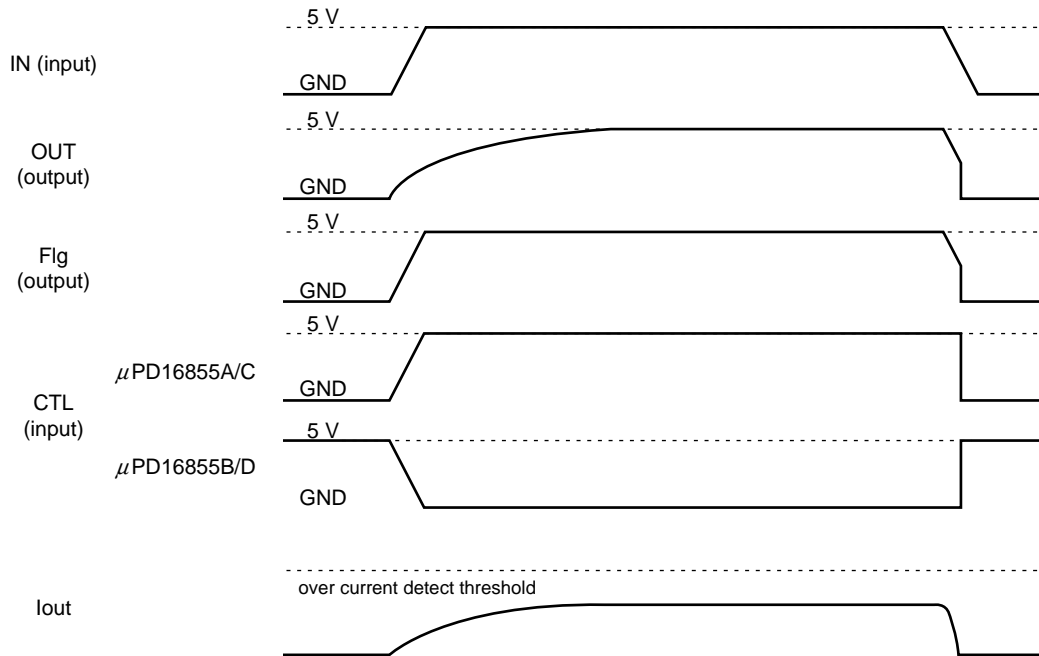 5 V
IN (input)
GND
5 V
OUT
(output)
GND
5 V
Flg
(output)
GND
5 V
μPD16855A/C
GND
CTL
(input)
5 V
μPD16855B/D
GND
over current detect threshold
Iout